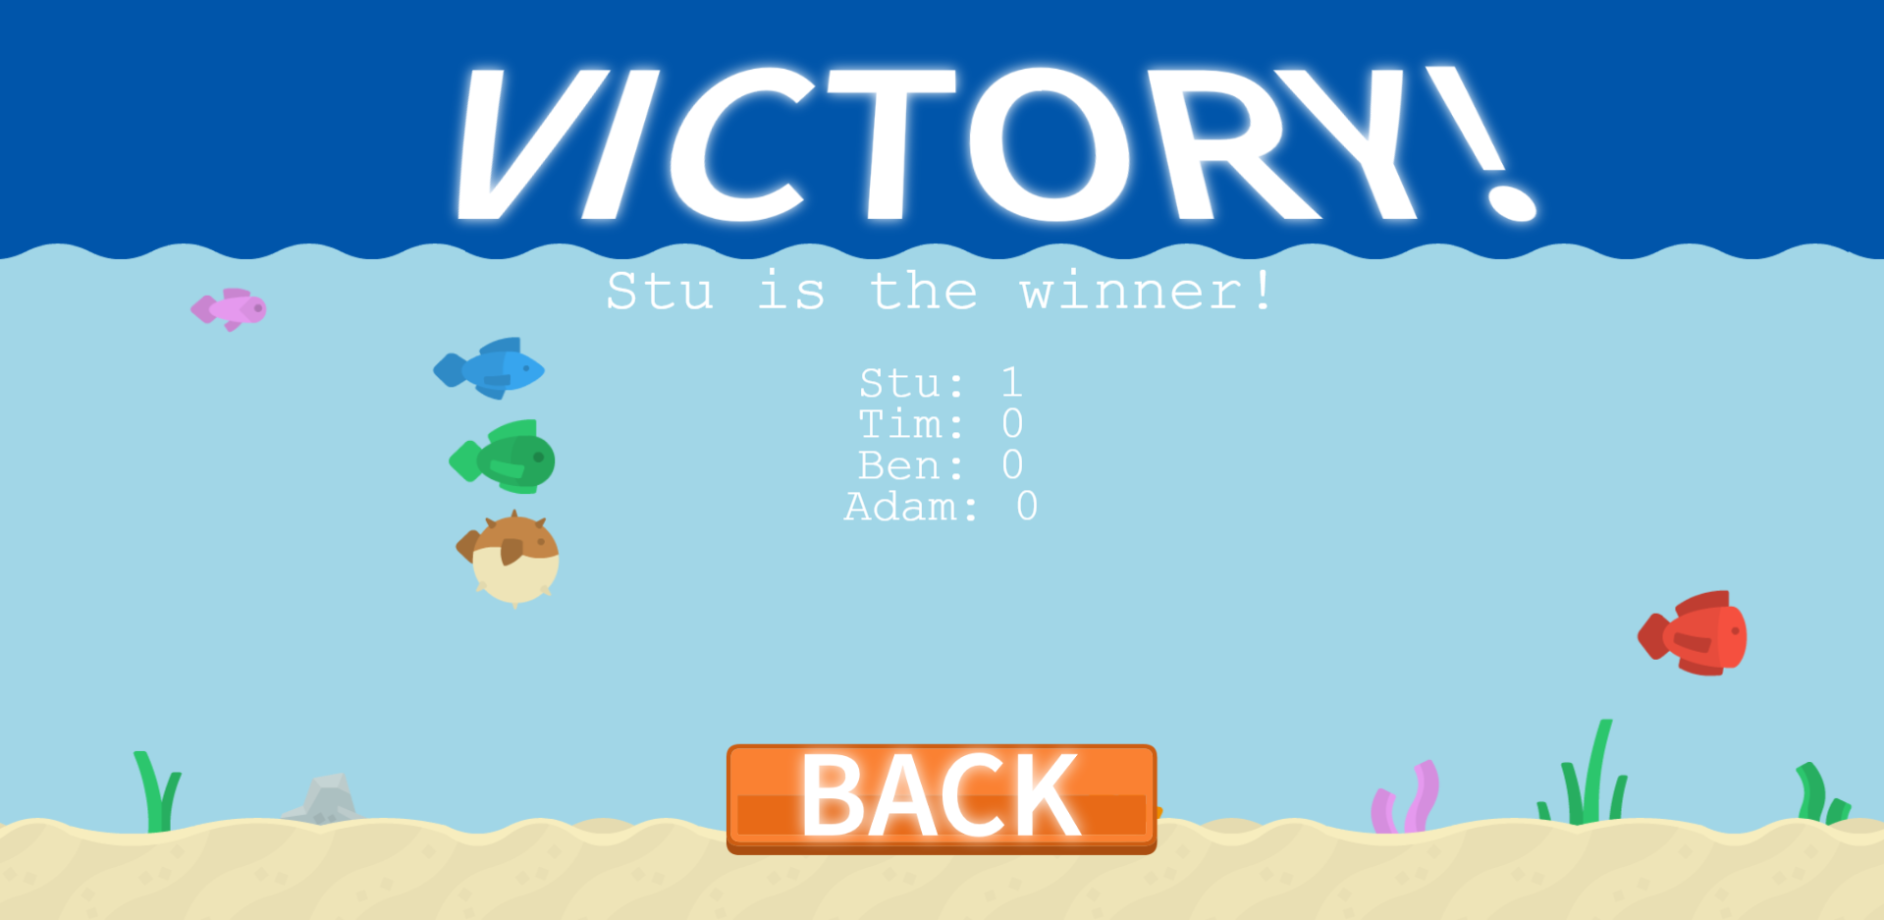 VICTORY!
Stu is the winner!
Stu: 1
Tim: 0
Ben: 0
Adam: 0
BACK